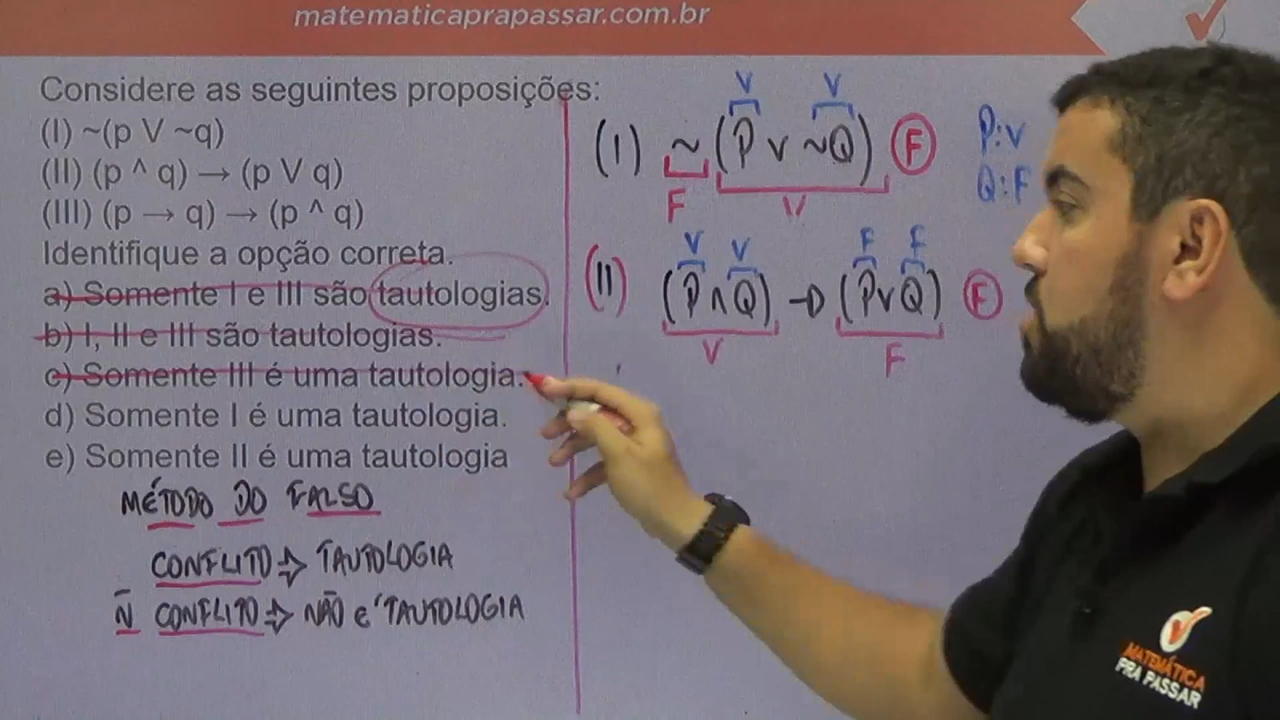 matematicaprapassar.com.br
Considere as seguintes proposições:
(I) ~(p V ~q)
(II) (p ^ q) → (p V q)
(III) (p → q) → (p ^ q)
Identifique a opção correta.
a) Somente I e III são tautologias.
b) I, II e III são tautologias.
c) Somente III é uma tautologia.
d) Somente I é uma tautologia.
e) Somente II é uma tautologia
MÉTODO DO FALSO
CONFLITO ⇒ TAUTOLOGIA
Ñ CONFLITO ⇒ NÃO É TAUTOLOGIA
V V
(I) ~(P v ~Q) F
F V
P: V
Q: F
V V F F
(II) (P ∧ Q) → (P v Q) F
V F
MATEMÁTICA
PRA PASSAR